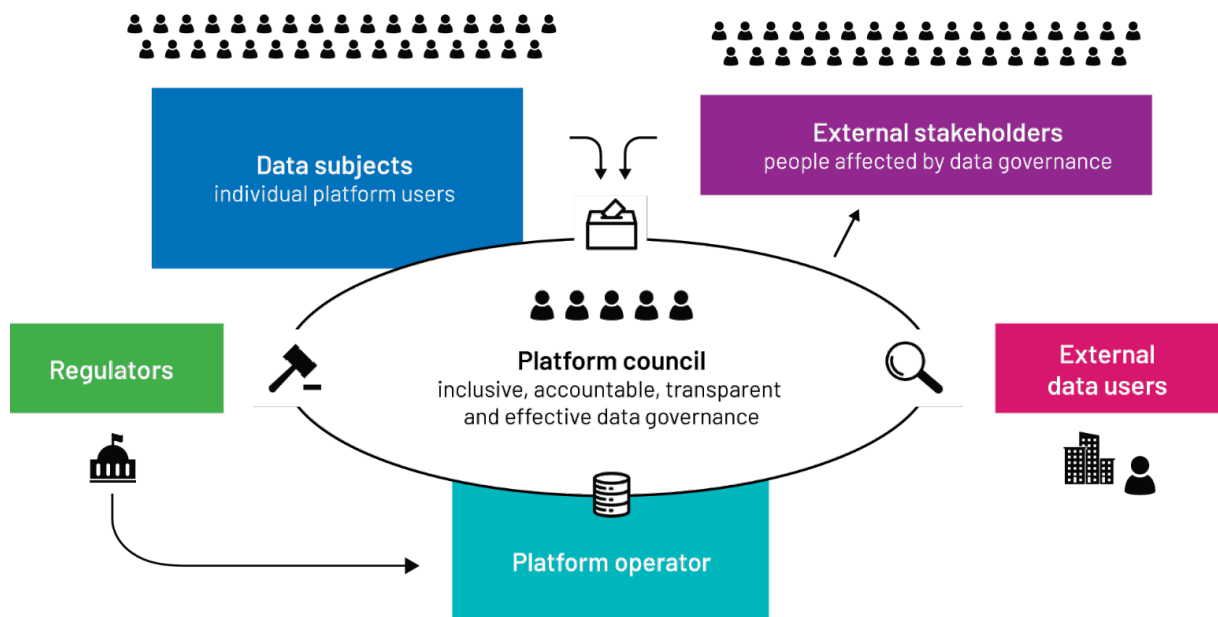 Data subjects
individual platform users
External stakeholders
people affected by data governance
Regulators
Platform council
inclusive, accountable, transparent
and effective data governance
External
data users
Platform operator